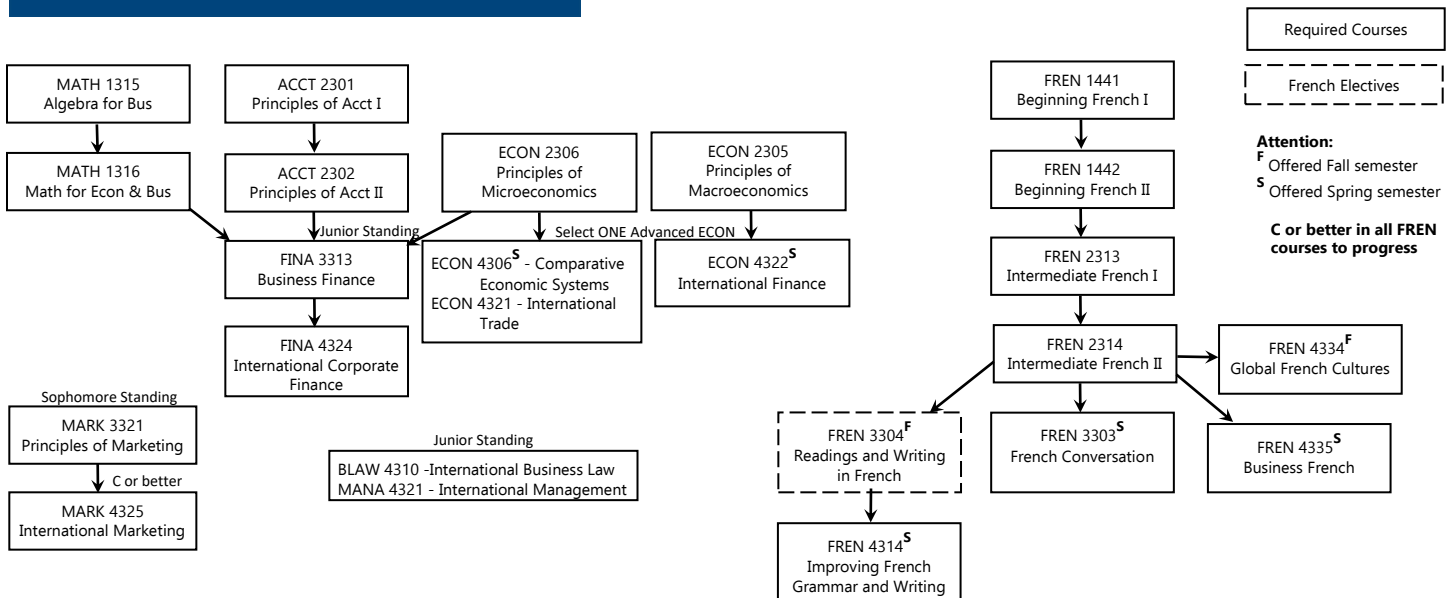 Required Courses
French Electives
Attention:
F Offered Fall semester
S Offered Spring semester
C or better in all FREN
courses to progress
MATH 1315
Algebra for Bus
MATH 1316
Math for Econ & Bus
ACCT 2301
Principles of Acct I
ACCT 2302
Principles of Acct II
ECON 2306
Principles of
Microeconomics
ECON 2305
Principles of
Macroeconomics
Junior Standing
Select ONE Advanced ECON
FINA 3313
Business Finance
ECON 4306S - Comparative
Economic Systems
ECON 4321 - International
Trade
ECON 4322S
International Finance
FINA 4324
International Corporate
Finance
Sophomore Standing
MARK 3321
Principles of Marketing
C or better
MARK 4325
International Marketing
Junior Standing
BLAW 4310 -International Business Law
MANA 4321 - International Management
FREN 1441
Beginning French I
FREN 1442
Beginning French II
FREN 2313
Intermediate French I
FREN 2314
Intermediate French II
FREN 4334F
Global French Cultures
FREN 3304F
Readings and Writing
in French
FREN 3303S
French Conversation
FREN 4335S
Business French
FREN 4314S
Improving French
Grammar and Writing